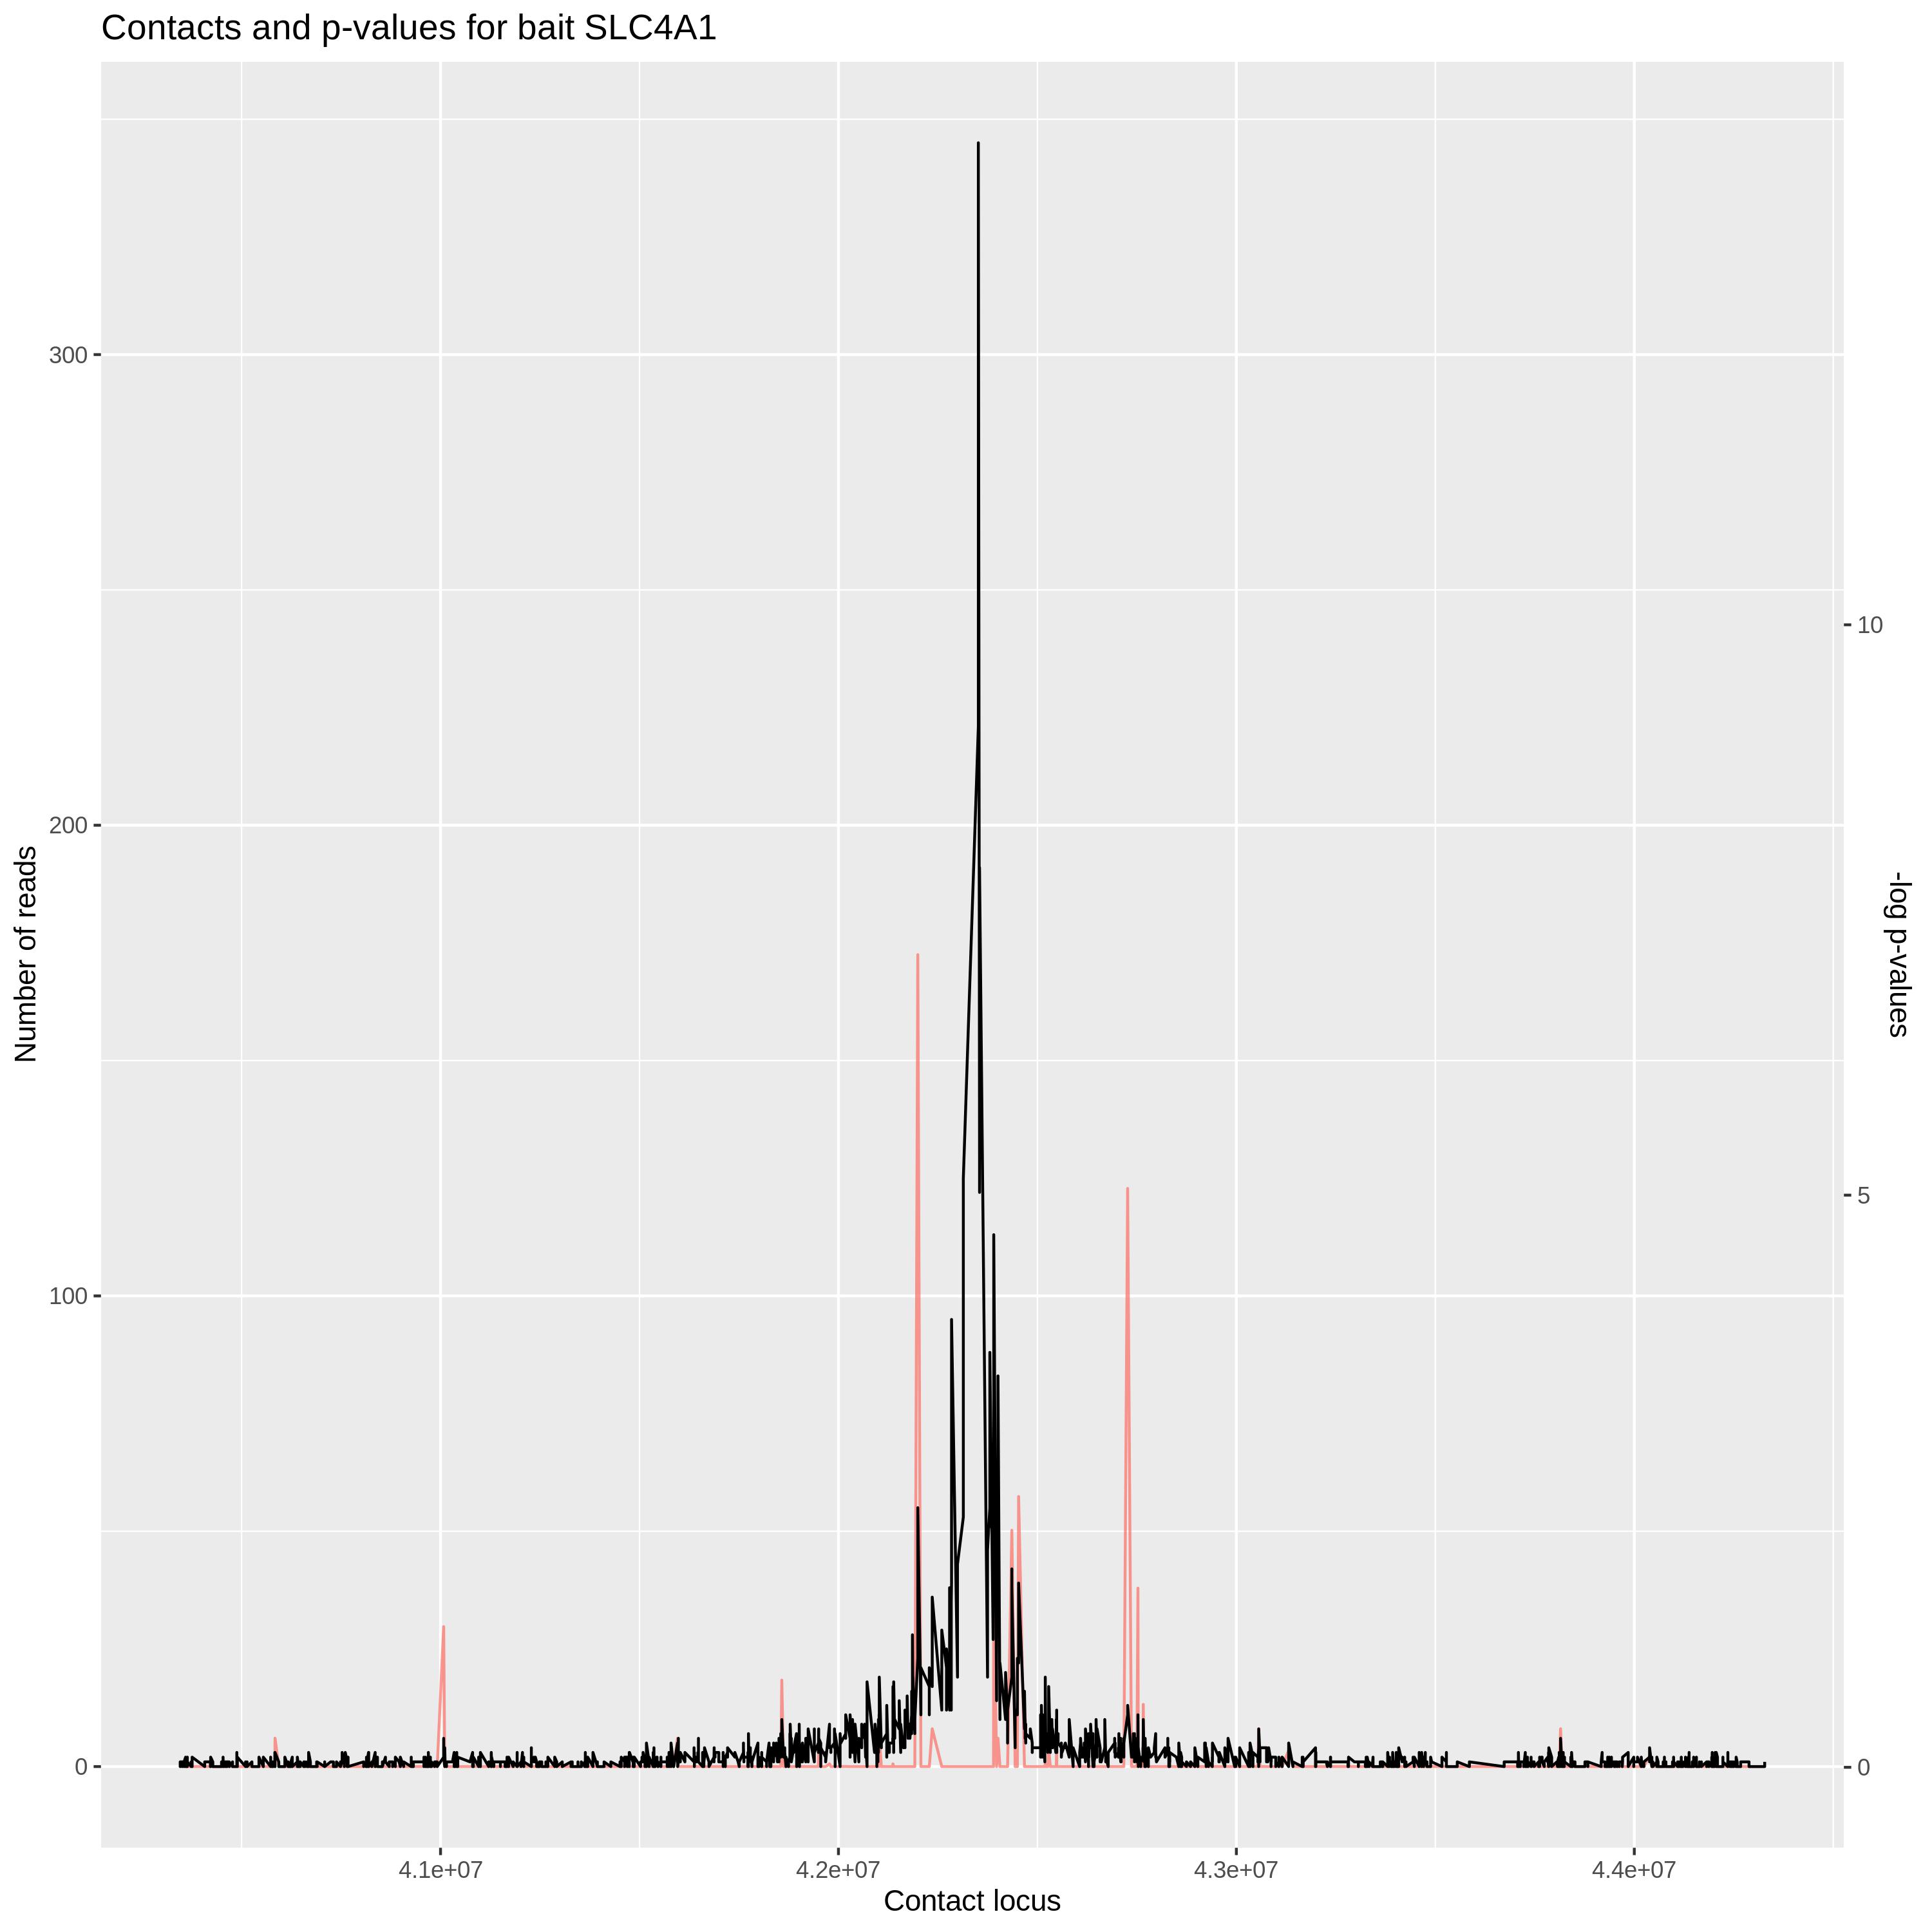 Contacts and p-values for bait SLC4A1
Number of reads
300
200
100
0
10
5
0
-log p-values
4.1e+07
4.2e+07
4.3e+07
4.4e+07
Contact locus